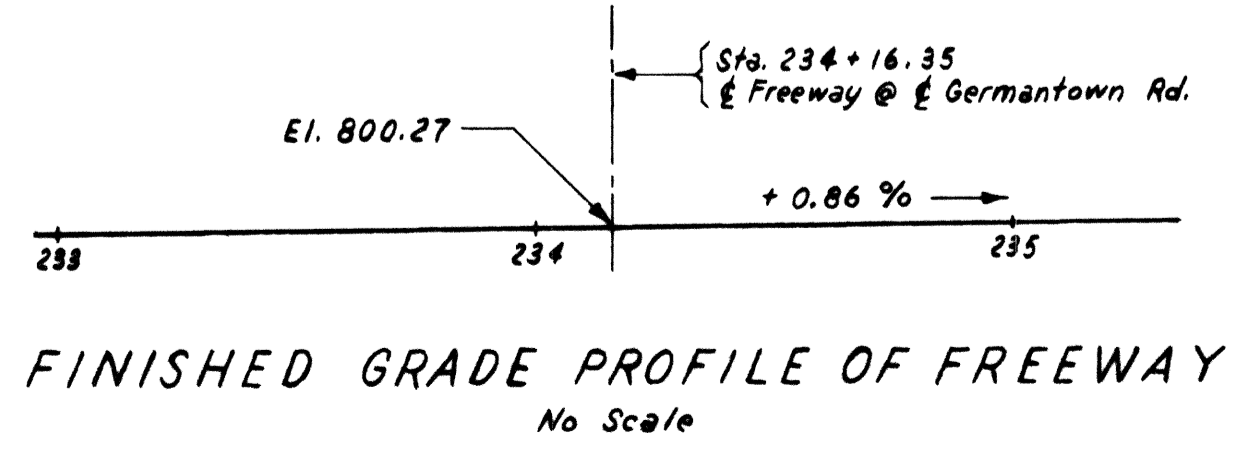 Sta. 234 + 16.35
℄ Freeway @ ℄ Germantown Rd.
El. 800.27
+ 0.86 %
233
234
235
FINISHED GRADE PROFILE OF FREEWAY
No Scale